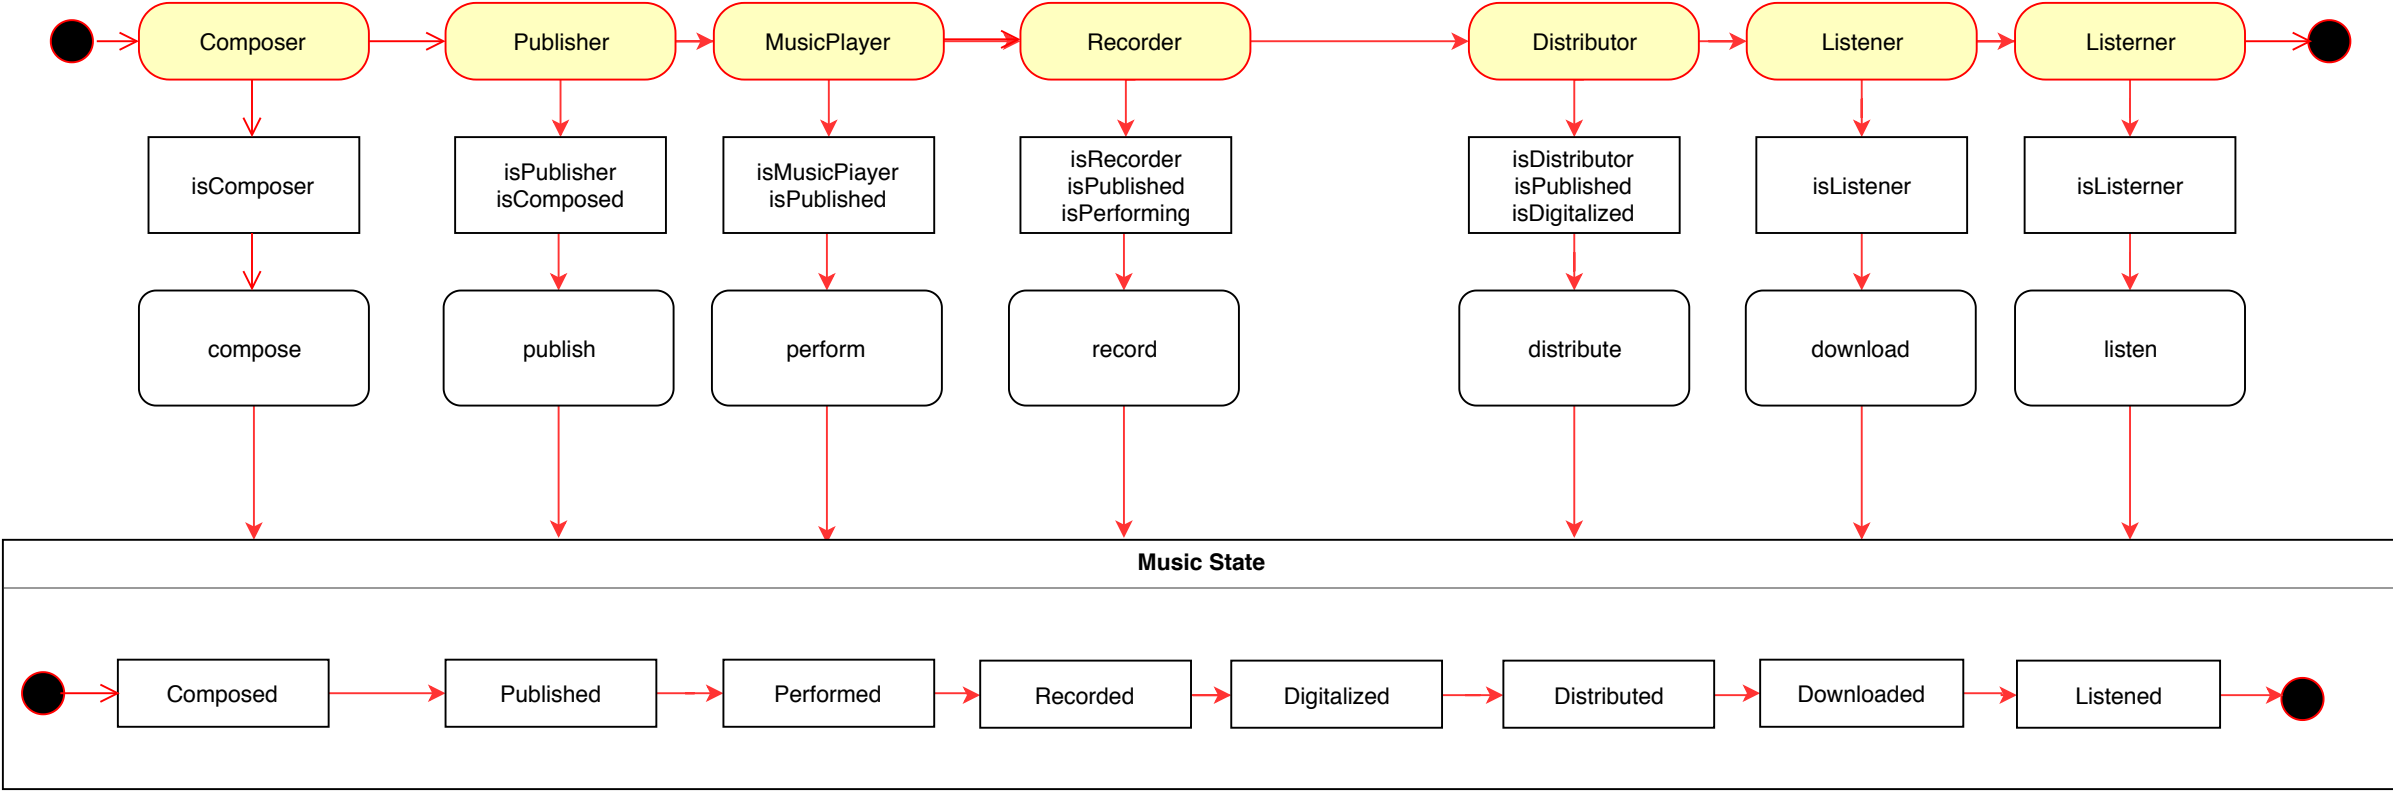 Composer
Publisher
MusicPlayer
Recorder
Distributor
Listener
Listerner
isComposer
isPublisher
isComposed
isMusicPiayer
isPublished
isRecorder
isPublished
isPerforming
isDistributor
isPublished
isDigitalized
isListener
isListerner
compose
publish
perform
record
distribute
download
listen
Music State
Composed
Published
Performed
Recorded
Digitalized
Distributed
Downloaded
Listened